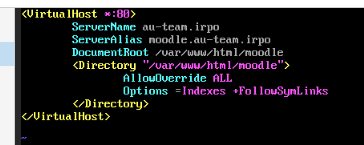 <VirtualHost *:80>
ServerName au-team.irpo
ServerAlias moodle.au-team.irpo
DocumentRoot /var/www/html/moodle
<Directory "/var/www/html/moodle">
AllowOverride ALL
Options =Indexes +FollowSymLinks
</Directory>
</VirtualHost>
~